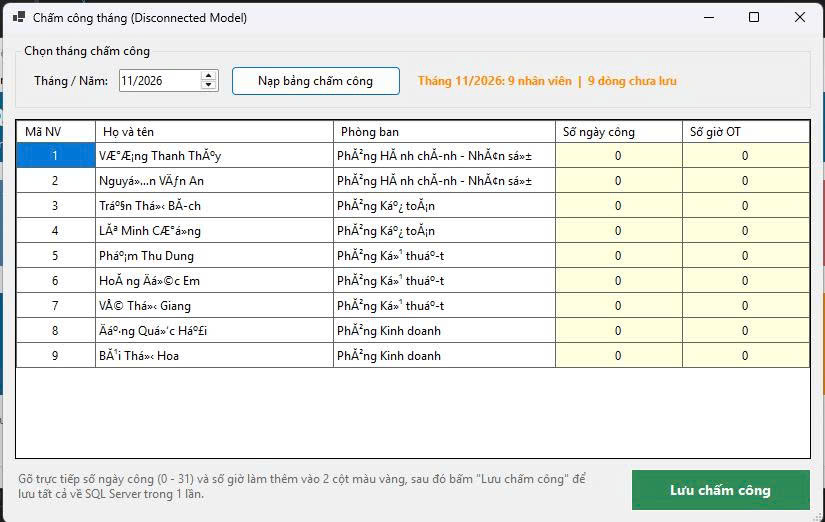 Chấm công tháng (Disconnected Model)
Chọn tháng chấm công
Tháng / Năm: 11/2026 Nạp bảng chấm công Tháng 11/2026: 9 nhân viên | 9 dòng chưa lưu
Mã NV Họ và tên Phòng ban Số ngày công Số giờ OT
1 VÆ°Æ¡ng Thanh ThÃºy PhÃ²ng HÃ nh chÃ-nh - NhÃ¢n sá»± 0 0
2 Nguyá»…n VÄƒn An PhÃ²ng HÃ nh chÃ-nh - NhÃ¢n sá»± 0 0
3 Tráº§n Thá»‹ BÃ-ch PhÃ²ng Káº¿ toÃ¡n 0 0
4 LÃª Minh CÆ°á»ng PhÃ²ng Káº¿ toÃ¡n 0 0
5 Pháº¡m Thu Dung PhÃ²ng Ká»¹ thuáº-t 0 0
6 HoÃ ng Äá»©c Em PhÃ²ng Ká»¹ thuáº-t 0 0
7 VÅ© Thá»‹ Giang PhÃ²ng Ká»¹ thuáº-t 0 0
8 Äáº·ng Quá»‘c Háº£i PhÃ²ng Kinh doanh 0 0
9 BÃ¹i Thá»‹ Hoa PhÃ²ng Kinh doanh 0 0
Gõ trực tiếp số ngày công (0 - 31) và số giờ làm thêm vào 2 cột màu vàng, sau đó bấm "Lưu chấm công" để
lưu tất cả về SQL Server trong 1 lần.
Lưu chấm công